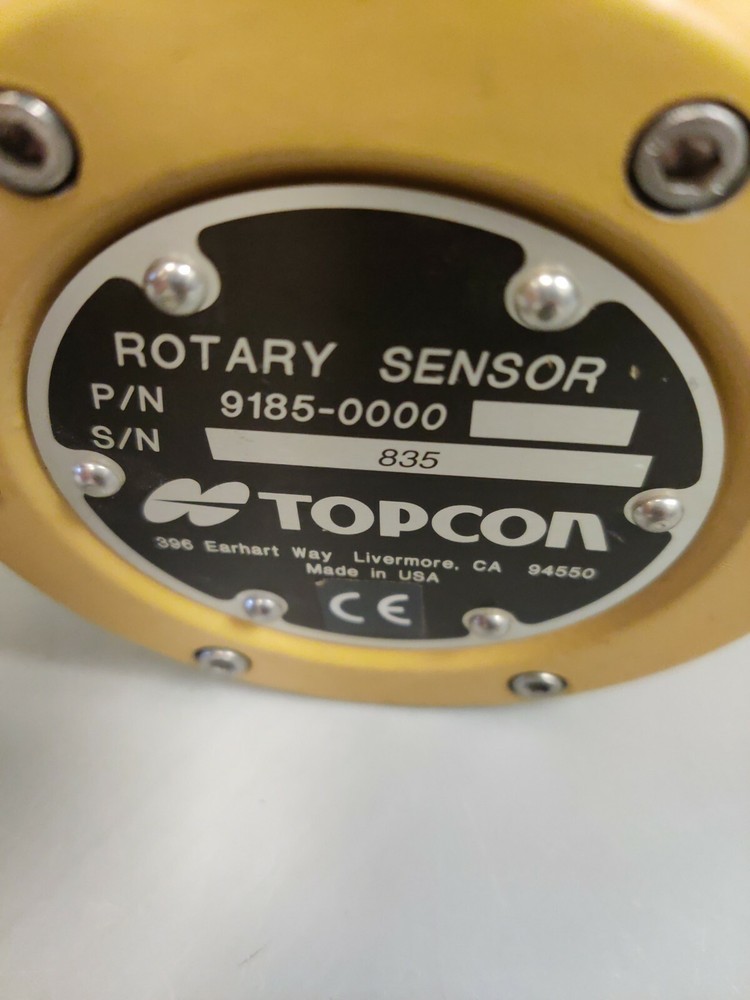 ROTARY SENSOR
P/N 9185-0000
S/N 835
TOPCON
396 Earhart Way Livermore, CA 94550
Made in USA
CE